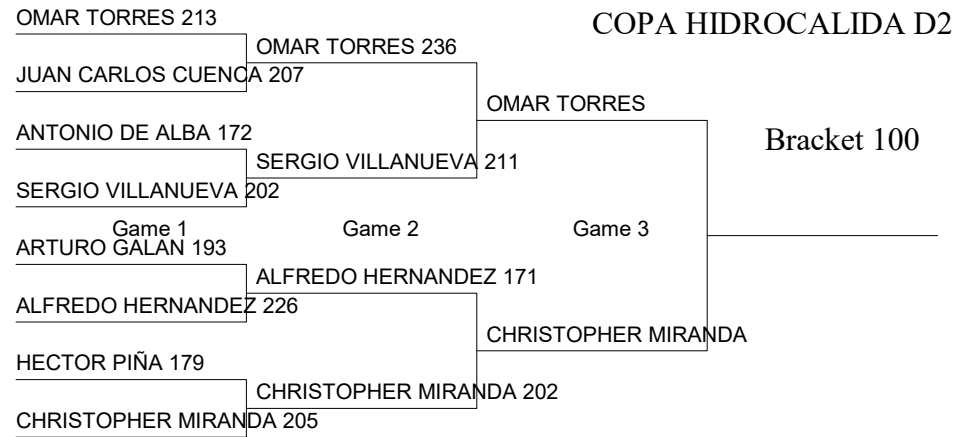 OMAR TORRES 213
COPA HIDROCALIDA D2
OMAR TORRES 236
JUAN CARLOS CUENCA 207
OMAR TORRES
ANTONIO DE ALBA 172
Bracket 100
SERGIO VILLANUEVA 211
SERGIO VILLANUEVA 202
Game 1
Game 2
Game 3
ARTURO GALAN 193
ALFREDO HERNANDEZ 171
ALFREDO HERNANDEZ 226
CHRISTOPHER MIRANDA
HECTOR PIÑA 179
CHRISTOPHER MIRANDA 202
CHRISTOPHER MIRANDA 205